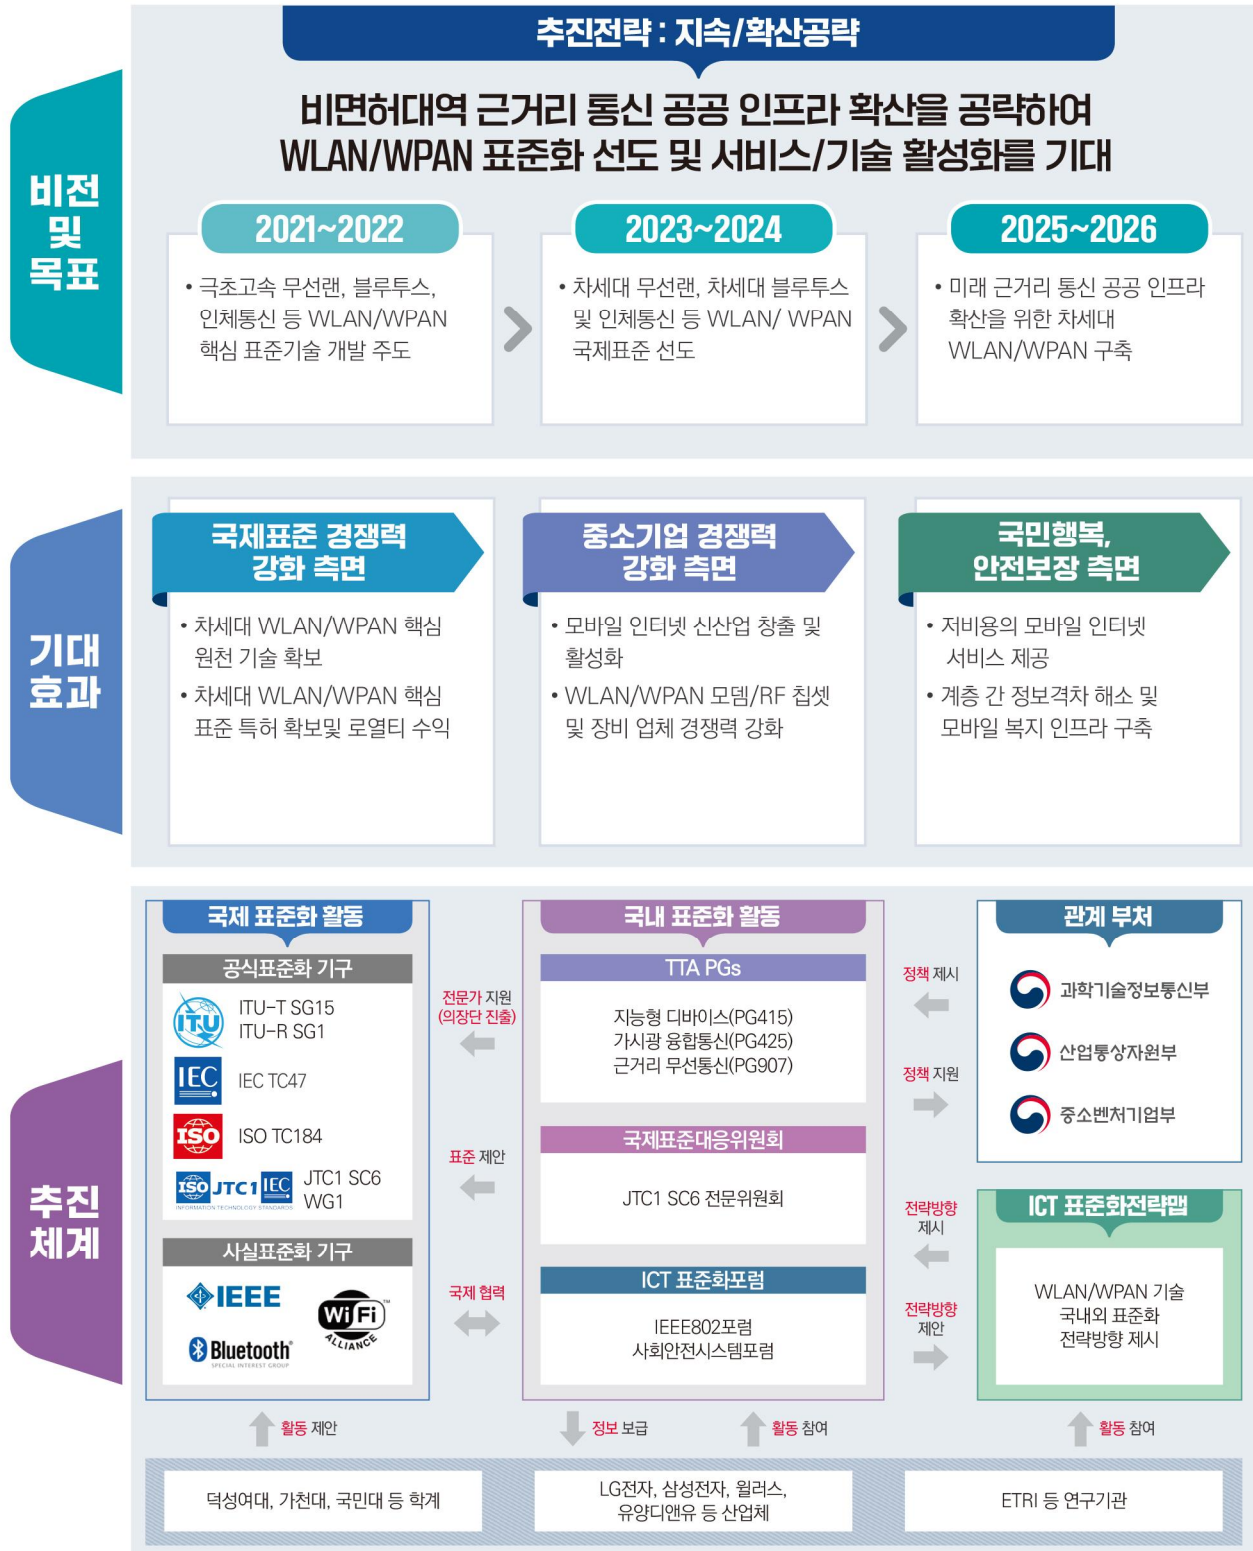 추진전략 : 지속/확산공략
비면허대역 근거리 통신 공공 인프라 확산을 공략하여
WLAN/WPAN 표준화 선도 및 서비스/기술 활성화를 기대
비전
및
목표
2021~2022
• 극초고속 무선랜, 블루투스,
인체통신 등 WLAN/WPAN
핵심 표준기술 개발 주도
2023~2024
• 차세대 무선랜, 차세대 블루투스
및 인체통신 등 WLAN/ WPAN
국제표준 선도
2025~2026
• 미래 근거리 통신 공공 인프라
확산을 위한 차세대
WLAN/WPAN 구축
기대
효과
국제표준 경쟁력
강화 측면
• 차세대 WLAN/WPAN 핵심
원천 기술 확보
• 차세대 WLAN/WPAN 핵심
표준 특허 확보및 로열티 수익
중소기업 경쟁력
강화 측면
• 모바일 인터넷 신산업 창출 및
활성화
• WLAN/WPAN 모뎀/RF 칩셋
및 장비 업체 경쟁력 강화
국민행복,
안전보장 측면
• 저비용의 모바일 인터넷
서비스 제공
• 계층 간 정보격차 해소 및
모바일 복지 인프라 구축
추진
체계
국제 표준화 활동
공식표준화 기구
ITU
ITU-T SG15
ITU-R SG1
IEC
IEC TC47
ISO
ISO TC184
ISO JTC1 IEC
INFORMATION TECHNOLOGY STANDARDS
JTC1 SC6
WG1
사실표준화 기구
IEEE
Wi Fi
ALLIANCE
Bluetooth
SPECIAL INTEREST GROUP
전문가 지원
(의장단 진출)
표준 제안
국제 협력
국내 표준화 활동
TTA PGs
지능형 디바이스(PG415)
가시광 융합통신(PG425)
근거리 무선통신(PG907)
국제표준대응위원회
JTC1 SC6 전문위원회
ICT 표준화포럼
IEEE802포럼
사회안전시스템포럼
정책 제시
정책 지원
전략방향
제시
전략방향
제안
관계 부처
과학기술정보통신부
산업통상자원부
중소벤처기업부
ICT 표준화전략맵
WLAN/WPAN 기술
국내외 표준화
전략방향 제시
활동 제안
정보 보급
활동 참여
활동 참여
덕성여대, 가천대, 국민대 등 학계
LG전자, 삼성전자, 윌러스,
유양디앤유 등 산업체
ETRI 등 연구기관